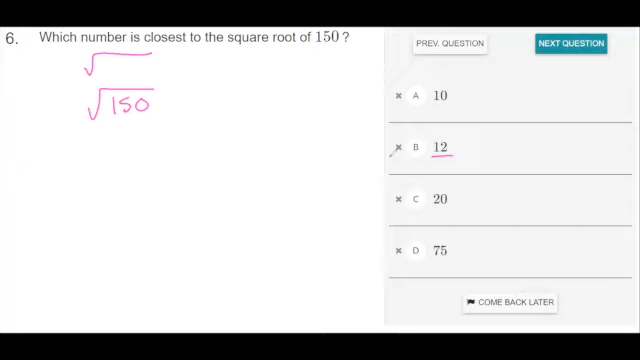 6. Which number is closest to the square root of 150 ?
√
√150
PREV. QUESTION
NEXT QUESTION
A 10
B 12
C 20
D 75
COME BACK LATER